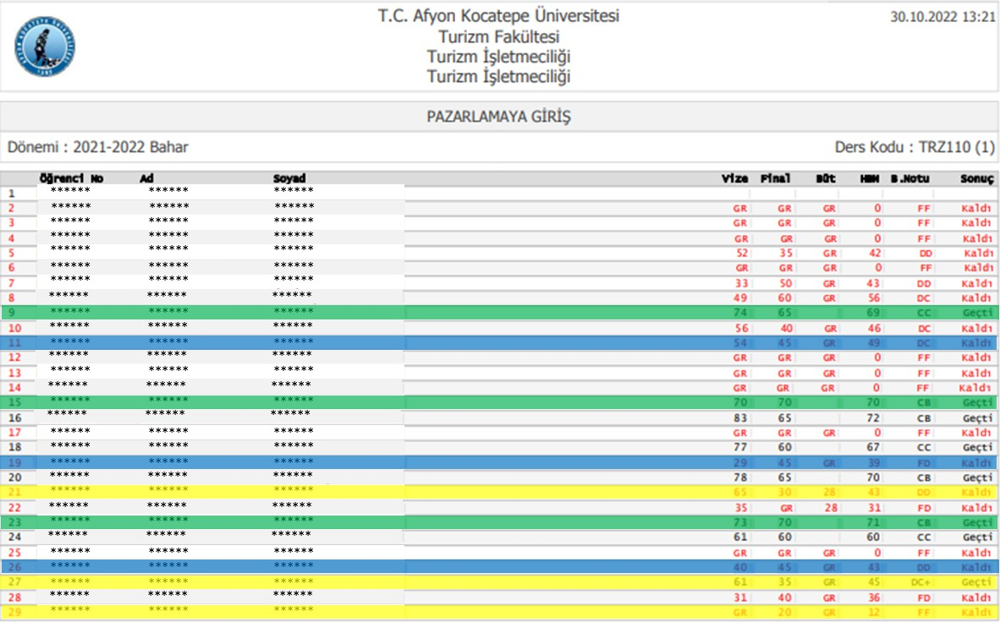 T.C. Afyon Kocatepe Üniversitesi 30.10.2022 13:21
Turizm Fakültesi
Turizm İşletmeciliği
Turizm İşletmeciliği
PAZARLAMAYA GİRİŞ
Dönemi : 2021-2022 Bahar Ders Kodu : TRZ110 (1)
Öğrenci No Ad Soyad Vize Final Büt HBN B.Notu Sonuç
1 ****** ****** ******
2 ****** ****** ****** GR GR GR 0 FF Kaldı
3 ****** ****** ****** GR GR GR 0 FF Kaldı
4 ****** ****** ****** GR GR GR 0 FF Kaldı
5 ****** ****** ****** 52 35 GR 42 DD Kaldı
6 ****** ****** ****** GR GR GR 0 FF Kaldı
7 ****** ****** ****** 33 50 GR 43 DD Kaldı
8 ****** ****** ****** 49 60 GR 56 DC Kaldı
9 ****** ****** ****** 74 65 69 CC Geçti
10 ****** ****** ****** 56 40 GR 46 DC Kaldı
11 ****** ****** ****** 54 45 GR 49 DC Kaldı
12 ****** ****** ****** GR GR GR 0 FF Kaldı
13 ****** ****** ****** GR GR GR 0 FF Kaldı
14 ****** ****** ****** GR GR GR 0 FF Kaldı
15 ****** ****** ****** 70 70 70 CB Geçti
16 ****** ****** ****** 83 65 72 CB Geçti
17 ****** ****** ****** GR GR GR 0 FF Kaldı
18 ****** ****** ****** 77 60 67 CC Geçti
19 ****** ****** ****** 29 45 GR 39 FD Kaldı
20 ****** ****** ****** 78 65 70 CB Geçti
21 ****** ****** ****** 65 30 28 43 DD Kaldı
22 ****** ****** ****** 35 GR 28 31 FD Kaldı
23 ****** ****** ****** 73 70 71 CB Geçti
24 ****** ****** ****** 61 60 60 CC Geçti
25 ****** ****** ****** GR GR GR 0 FF Kaldı
26 ****** ****** ****** 40 45 GR 43 DD Kaldı
27 ****** ****** ****** 61 35 GR 45 DC+ Geçti
28 ****** ****** ****** 31 40 GR 36 FD Kaldı
29 ****** ****** ****** GR 20 GR 12 FF Kaldı